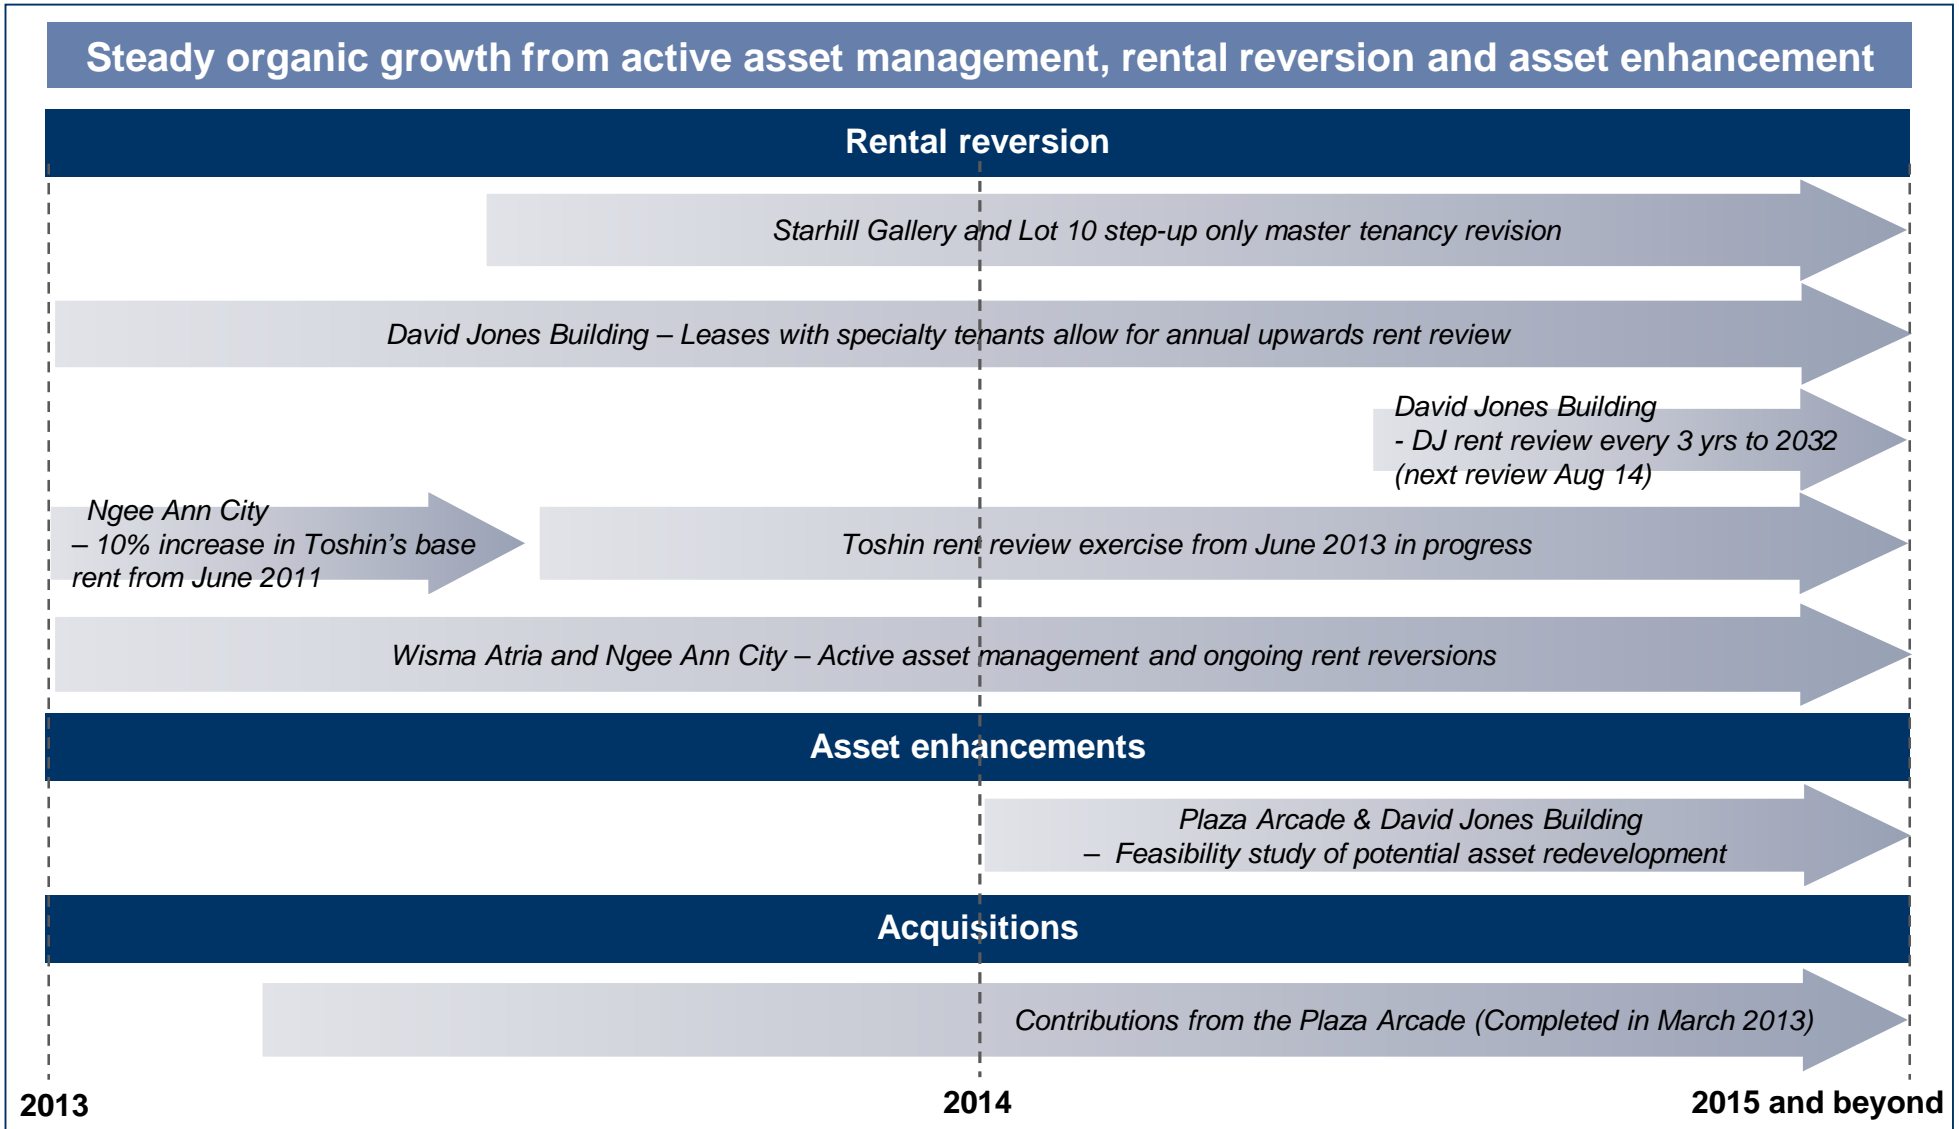 Steady organic growth from active asset management, rental reversion and asset enhancement
Rental reversion
Starhill Gallery and Lot 10 step-up only master tenancy revision
David Jones Building – Leases with specialty tenants allow for annual upwards rent review
David Jones Building
- DJ rent review every 3 yrs to 2032
(next review Aug 14)
Ngee Ann City
– 10% increase in Toshin's base
rent from June 2011
Toshin rent review exercise from June 2013 in progress
Wisma Atria and Ngee Ann City – Active asset management and ongoing rent reversions
Asset enhancements
Plaza Arcade & David Jones Building
– Feasibility study of potential asset redevelopment
Acquisitions
Contributions from the Plaza Arcade (Completed in March 2013)
2013
2014
2015 and beyond